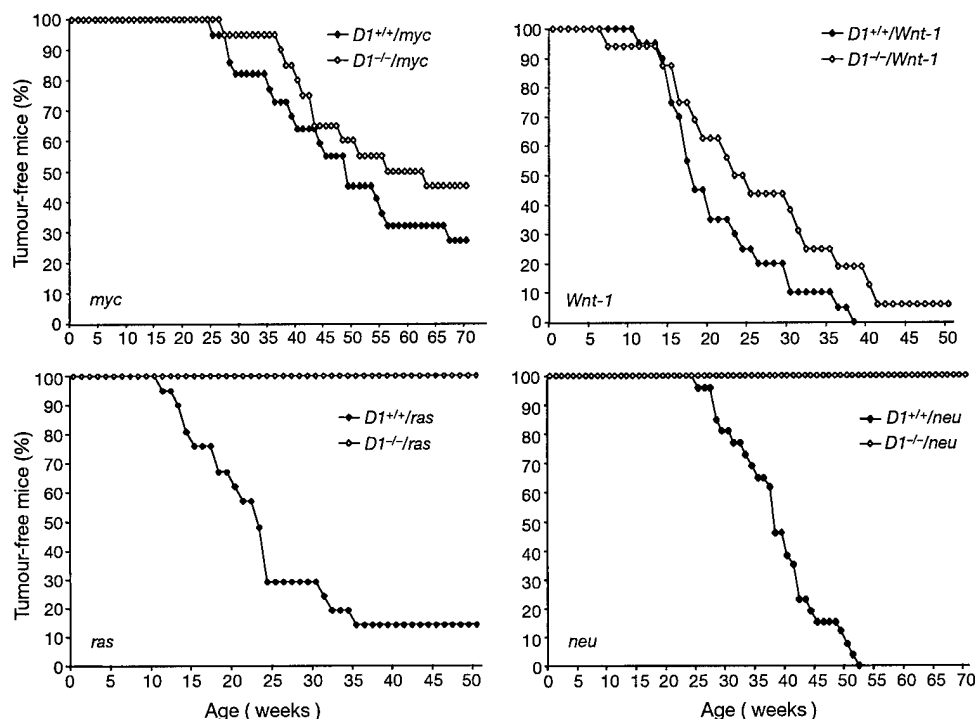 Tumour-free mice (%)
100
90
80
70
60
50
40
30
20
10
0
0 5 10 15 20 25 30 35 40 45 50 55 60 65 70
D1+/+/myc
D1–/–/myc
myc
100
90
80
70
60
50
40
30
20
10
0
0 5 10 15 20 25 30 35 40 45 50
D1+/+/Wnt-1
D1–/–/Wnt-1
Wnt-1
Tumour-free mice (%)
100
90
80
70
60
50
40
30
20
10
0
0 5 10 15 20 25 30 35 40 45 50
D1+/+/ras
D1–/–/ras
ras
Age ( weeks )
100
90
80
70
60
50
40
30
20
10
0
0 5 10 15 20 25 30 35 40 45 50 55 60 65 70
D1+/+/neu
D1–/–/neu
neu
Age ( weeks )